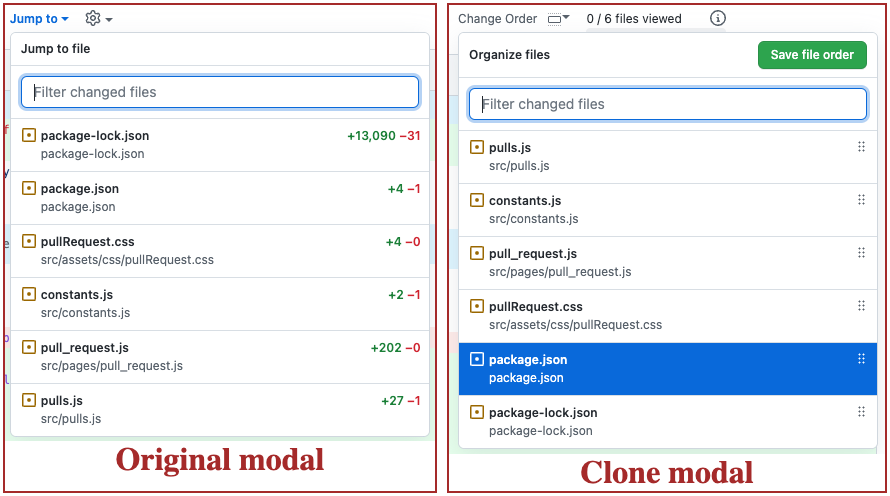 Jump to
Jump to file
Filter changed files
package-lock.json +13,090 −31
package-lock.json
package.json +4 −1
package.json
pullRequest.css +4 −0
src/assets/css/pullRequest.css
constants.js +2 −1
src/constants.js
pull_request.js +202 −0
src/pages/pull_request.js
pulls.js +27 −1
src/pulls.js
Original modal
Change Order 0 / 6 files viewed
Organize files Save file order
Filter changed files
pulls.js
src/pulls.js
constants.js
src/constants.js
pull_request.js
src/pages/pull_request.js
pullRequest.css
src/assets/css/pullRequest.css
package.json
package.json
package-lock.json
package-lock.json
Clone modal